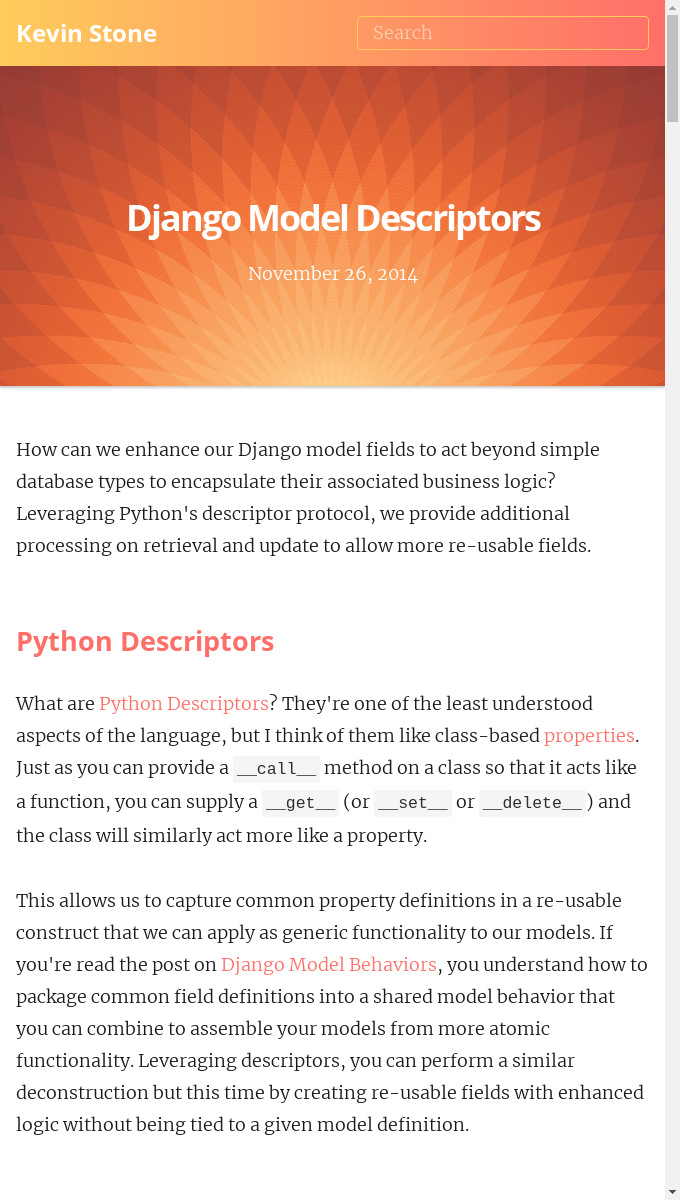 Kevin Stone
Search
Django Model Descriptors
November 26, 2014
How can we enhance our Django model fields to act beyond simple
database types to encapsulate their associated business logic?
Leveraging Python's descriptor protocol, we provide additional
processing on retrieval and update to allow more re-usable fields.
Python Descriptors
What are Python Descriptors? They're one of the least understood
aspects of the language, but I think of them like class-based properties.
Just as you can provide a __call__ method on a class so that it acts like
a function, you can supply a __get__ (or __set__ or __delete__) and
the class will similarly act more like a property.
This allows us to capture common property definitions in a re-usable
construct that we can apply as generic functionality to our models. If
you're read the post on Django Model Behaviors, you understand how to
package common field definitions into a shared model behavior that
you can combine to assemble your models from more atomic
functionality. Leveraging descriptors, you can perform a similar
deconstruction but this time by creating re-usable fields with enhanced
logic without being tied to a given model definition.